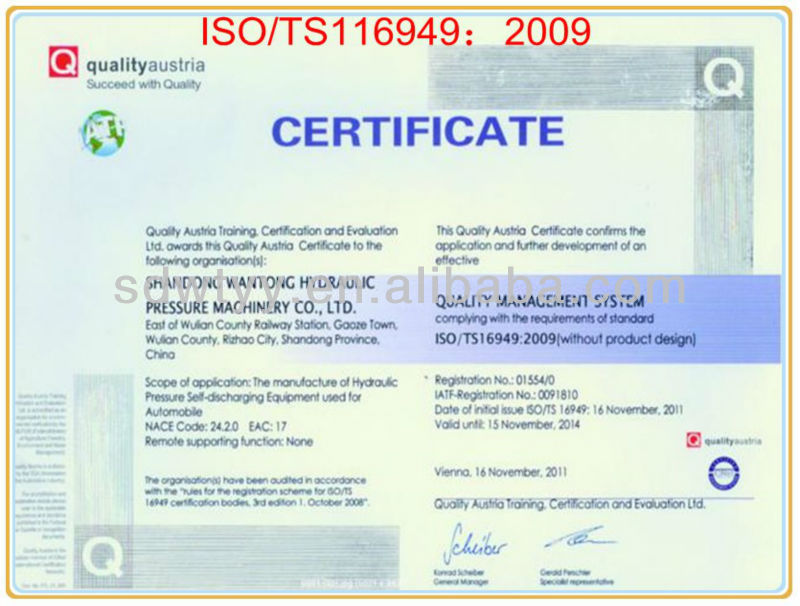 ISO/TS116949：2009
qualityaustria
Succeed with Quality
CERTIFICATE
Quality Austria Training, Certification and Evaluation
Ltd. awards this Quality Austria Certificate to the
following organisation(s):
SHANDONG WANTONG HYDRAULIC
PRESSURE MACHINERY CO., LTD.
East of Wulian County Railway Station, Gaoze Town,
Wulian County, Rizhao City, Shandong Province,
China
Scope of application: The manufacture of Hydraulic
Pressure Self-discharging Equipment used for
Automobile
NACE Code: 24.2.0 EAC: 17
Remote supporting function: None
The organisation(s) have been audited in accordance
with the "rules for the registration scheme for ISO/TS
16949 certification bodies, 3rd edition 1. October 2008".
This Quality Austria Certificate confirms the
application and further development of an
effective
QUALITY MANAGEMENT SYSTEM
complying with the requirements of standard
ISO/TS16949:2009(without product design)
Registration No.: 01554/0
IATF-Registration No.: 0091810
Date of initial issue ISO/TS 16949: 16 November, 2011
Valid until: 15 November, 2014
qualityaustria
Vienna, 16 November, 2011
Quality Austria Training, Certification and Evaluation Ltd.
Scheiber
Konrad Scheiber
General Manager
Gerald Perschler
Specialist representative
sdwtyy.en.alibaba.com